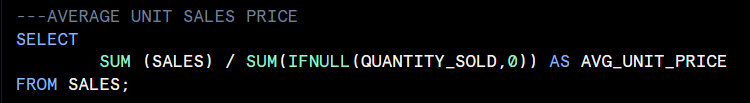 ---AVERAGE UNIT SALES PRICE
SELECT
SUM (SALES) / SUM(IFNULL(QUANTITY_SOLD,0)) AS AVG_UNIT_PRICE
FROM SALES;